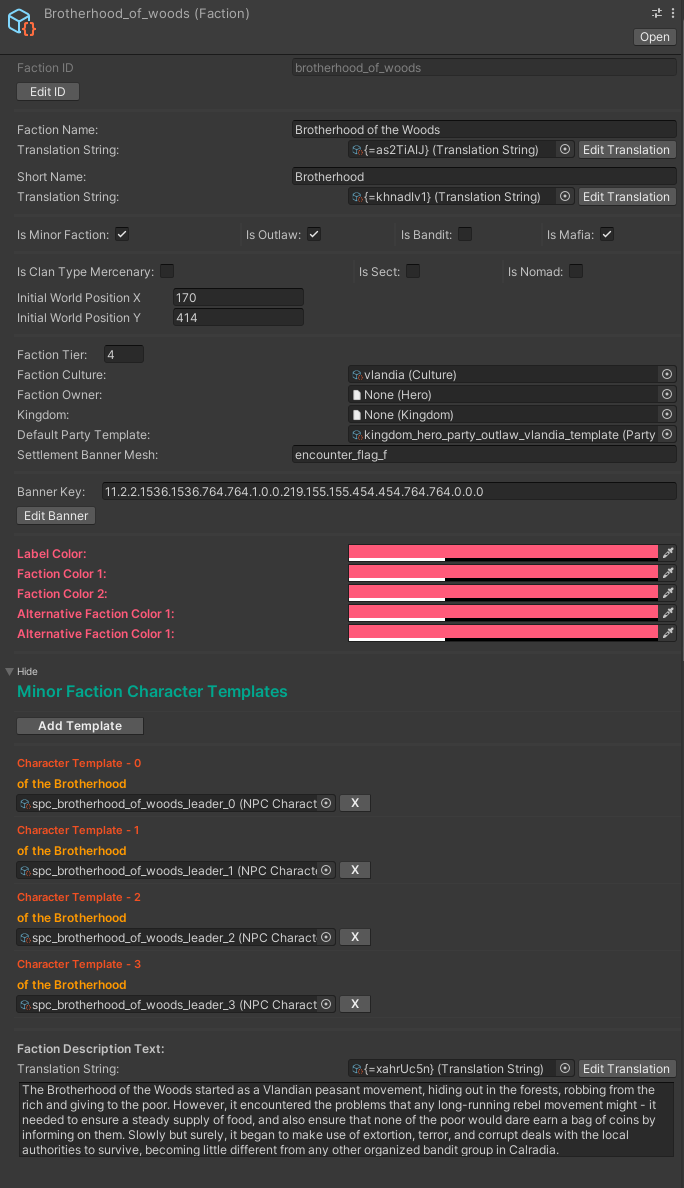 Brotherhood_of_woods (Faction)
Open
Faction ID brotherhood_of_woods
Edit ID
Faction Name: Brotherhood of the Woods
Translation String: {=as2TiAIJ} (Translation String) Edit Translation
Short Name: Brotherhood
Translation String: {=khnadlv1} (Translation String) Edit Translation
Is Minor Faction: Is Outlaw: Is Bandit: Is Mafia:
Is Clan Type Mercenary: Is Sect: Is Nomad:
Initial World Position X 170
Initial World Position Y 414
Faction Tier: 4
Faction Culture: vlandia (Culture)
Faction Owner: None (Hero)
Kingdom: None (Kingdom)
Default Party Template: kingdom_hero_party_outlaw_vlandia_template (Party
Settlement Banner Mesh: encounter_flag_f
Banner Key: 11.2.2.1536.1536.764.764.1.0.0.219.155.155.454.454.764.764.0.0.0
Edit Banner
Label Color:
Faction Color 1:
Faction Color 2:
Alternative Faction Color 1:
Alternative Faction Color 1:
Hide
Minor Faction Character Templates
Add Template
Character Template - 0
of the Brotherhood
spc_brotherhood_of_woods_leader_0 (NPC Charact X
Character Template - 1
of the Brotherhood
spc_brotherhood_of_woods_leader_1 (NPC Charact X
Character Template - 2
of the Brotherhood
spc_brotherhood_of_woods_leader_2 (NPC Charact X
Character Template - 3
of the Brotherhood
spc_brotherhood_of_woods_leader_3 (NPC Charact X
Faction Description Text:
Translation String: {=xahrUc5n} (Translation String) Edit Translation
The Brotherhood of the Woods started as a Vlandian peasant movement, hiding out in the forests, robbing from the
rich and giving to the poor. However, it encountered the problems that any long-running rebel movement might - it
needed to ensure a steady supply of food, and also ensure that none of the poor would dare earn a bag of coins by
informing on them. Slowly but surely, it began to make use of extortion, terror, and corrupt deals with the local
authorities to survive, becoming little different from any other organized bandit group in Calradia.